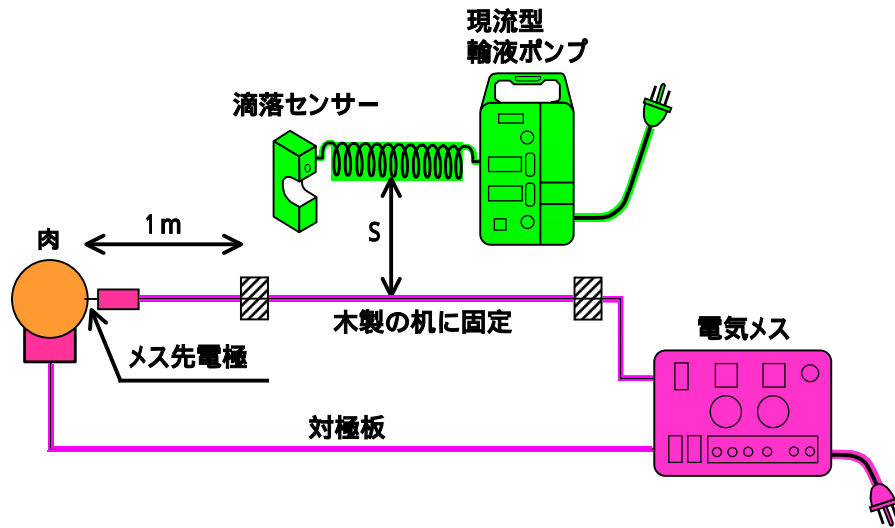 現流型
輸液ポンプ
滴落センサー
1m
肉
S
木製の机に固定
電気メス
メス先電極
対極板